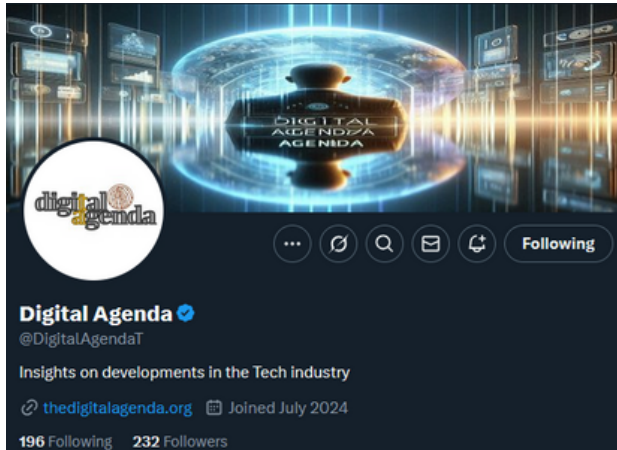 DIGITAL
AGENDA
digital
agenda
Following
Digital Agenda
@DigitalAgendaT
Insights on developments in the Tech industry
thedigitalagenda.org Joined July 2024
196 Following 232 Followers